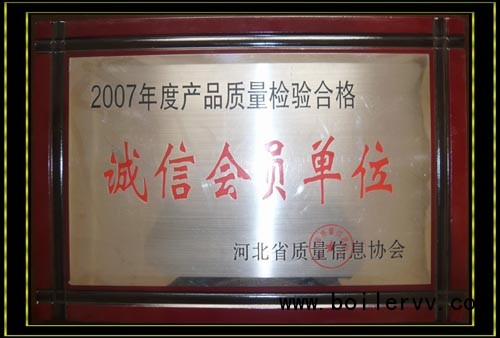 2007年度产品质量检验合格
诚信会员单位
河北省质量信息协会
www.boilervv.co